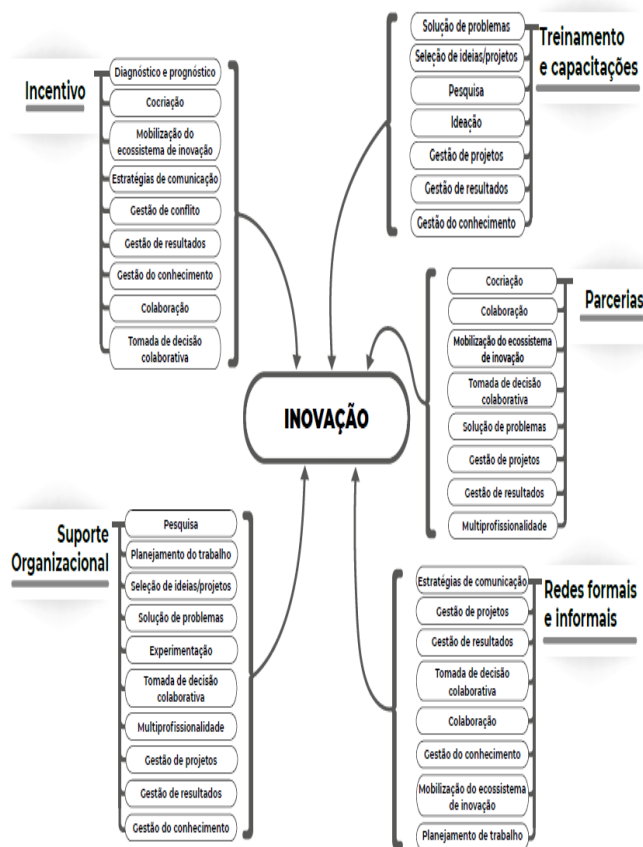 Incentivo
Diagnóstico e prognóstico
Cocriação
Mobilização do
ecossistema de inovação
Estratégias de comunicação
Gestão de conflito
Gestão de resultados
Gestão do conhecimento
Colaboração
Tomada de decisão
colaborativa
Treinamento
e capacitações
Solução de problemas
Seleção de ideias/projetos
Pesquisa
Ideação
Gestão de projetos
Gestão de resultados
Gestão do conhecimento
Parcerias
Cocriação
Colaboração
Mobilização do ecossistema
de inovação
Tomada de decisão
colaborativa
Solução de problemas
Gestão de projetos
Gestão de resultados
Multiprofissionalidade
INOVAÇÃO
Suporte
Organizacional
Pesquisa
Planejamento do trabalho
Seleção de ideias/projetos
Solução de problemas
Experimentação
Tomada de decisão
colaborativa
Multiprofissionalidade
Gestão de projetos
Gestão de resultados
Gestão do conhecimento
Redes formais
e informais
Estratégias de comunicação
Gestão de projetos
Gestão de resultados
Tomada de decisão
colaborativa
Colaboração
Gestão do conhecimento
Mobilização do ecossistema
de inovação
Planejamento de trabalho